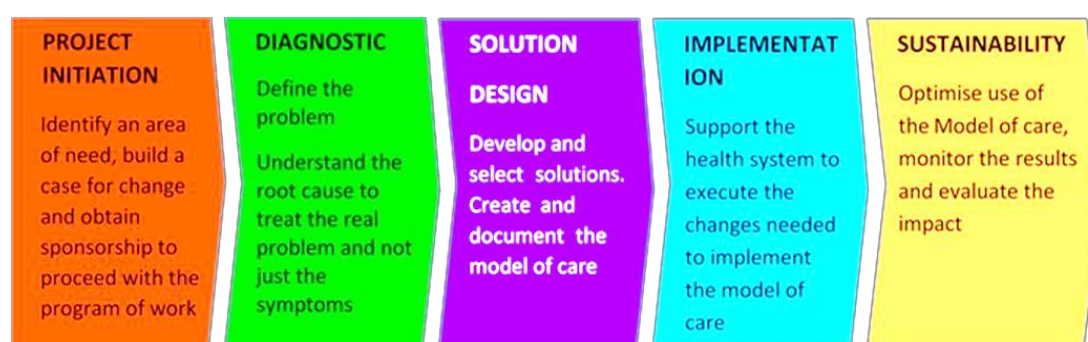 PROJECT
INITIATION
Identify an area
of need, build a
case for change
and obtain
sponsorship to
proceed with the
program of work
DIAGNOSTIC
Define the
problem
Understand the
root cause to
treat the real
problem and not
just the
symptoms
SOLUTION
DESIGN
Develop and
select solutions.
Create and
document the
model of care
IMPLEMENTAT
ION
Support the
health system to
execute the
changes needed
to implement
the model of
care
SUSTAINABILITY
Optimise use of
the Model of care,
monitor the results
and evaluate the
impact